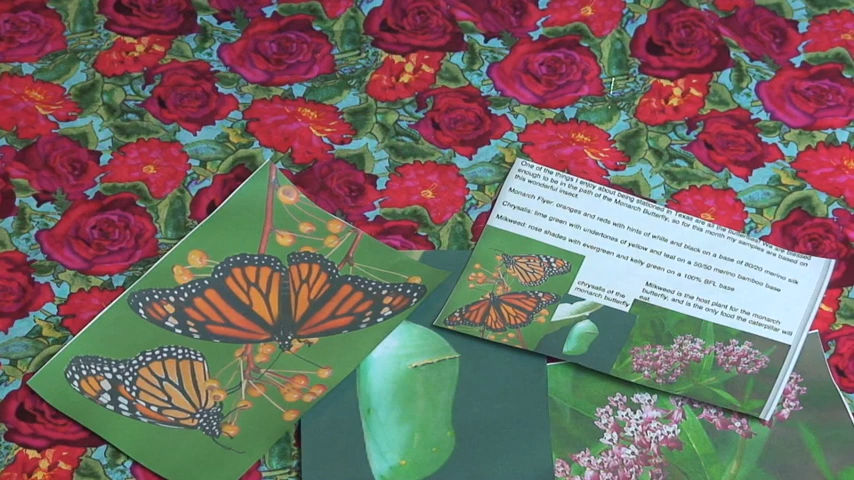 One of the things I enjoy about being stationed in Texas are all the butterflies! We are blessed
enough to be in the path of the Monarch Butterfly, so for this month my samples are based on
this wonderful insect.
Monarch Flyer: oranges and reds with hints of white and black on a base of 80/20 merino silk
Chrysalis: lime green with undertones of yellow and teal on a 50/50 merino bamboo base
Milkweed: rose shades with evergreen and kelly green on a 100% BFL base
chrysalis of the
monarch butterfly
Milkweed is the host plant for the monarch
butterfly, and is the only food the caterpillar will
eat.